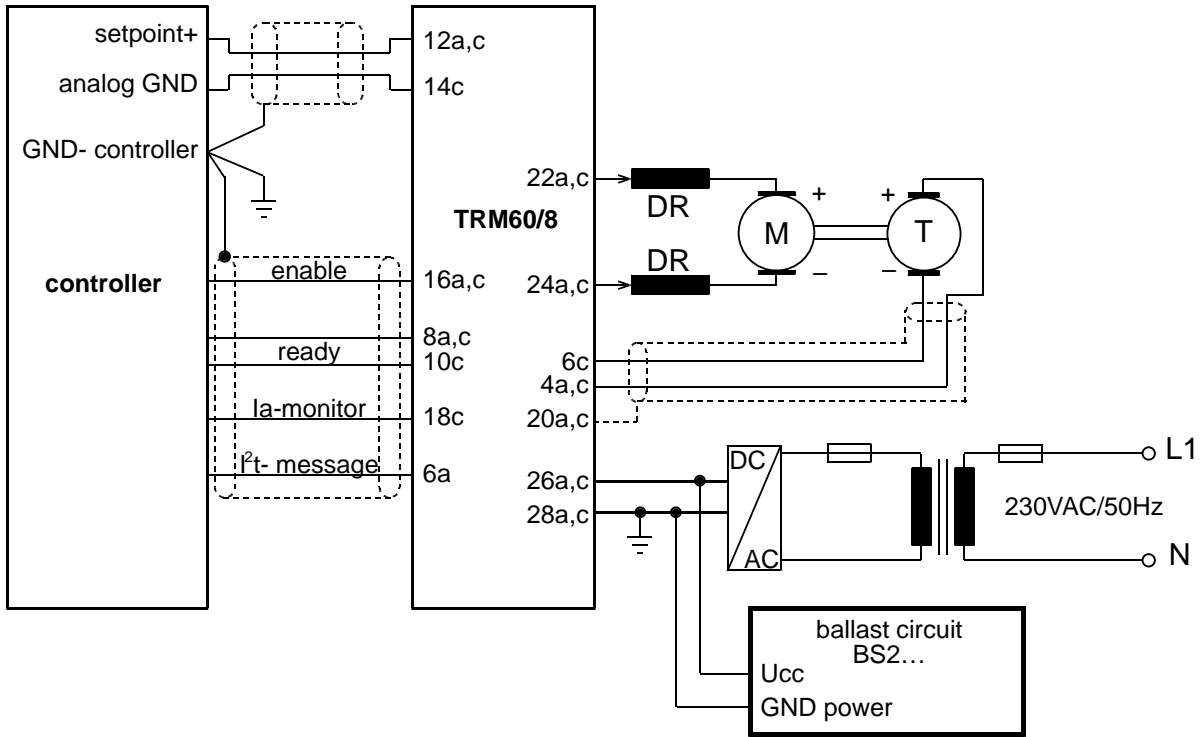 setpoint+
analog GND
GND- controller
controller
12a,c
14c
TRM60/8
22a,c
24a,c
DR
DR
M
+
–
T
+
–
enable
16a,c
8a,c
ready
10c
Ia-monitor
18c
I²t- message
6a
6c
4a,c
20a,c
26a,c
28a,c
DC
AC
L1
230VAC/50Hz
N
ballast circuit
BS2…
Ucc
GND power